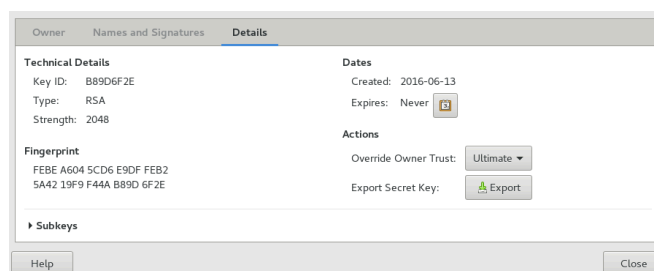 Owner Names and Signatures Details
Technical Details
Key ID: B89D6F2E
Type: RSA
Strength: 2048
Fingerprint
FEBE A604 5CD6 E9DF FEB2
5A42 19F9 F44A B89D 6F2E
Dates
Created: 2016-06-13
Expires: Never
Actions
Override Owner Trust: Ultimate
Export Secret Key: Export
Subkeys
Help Close